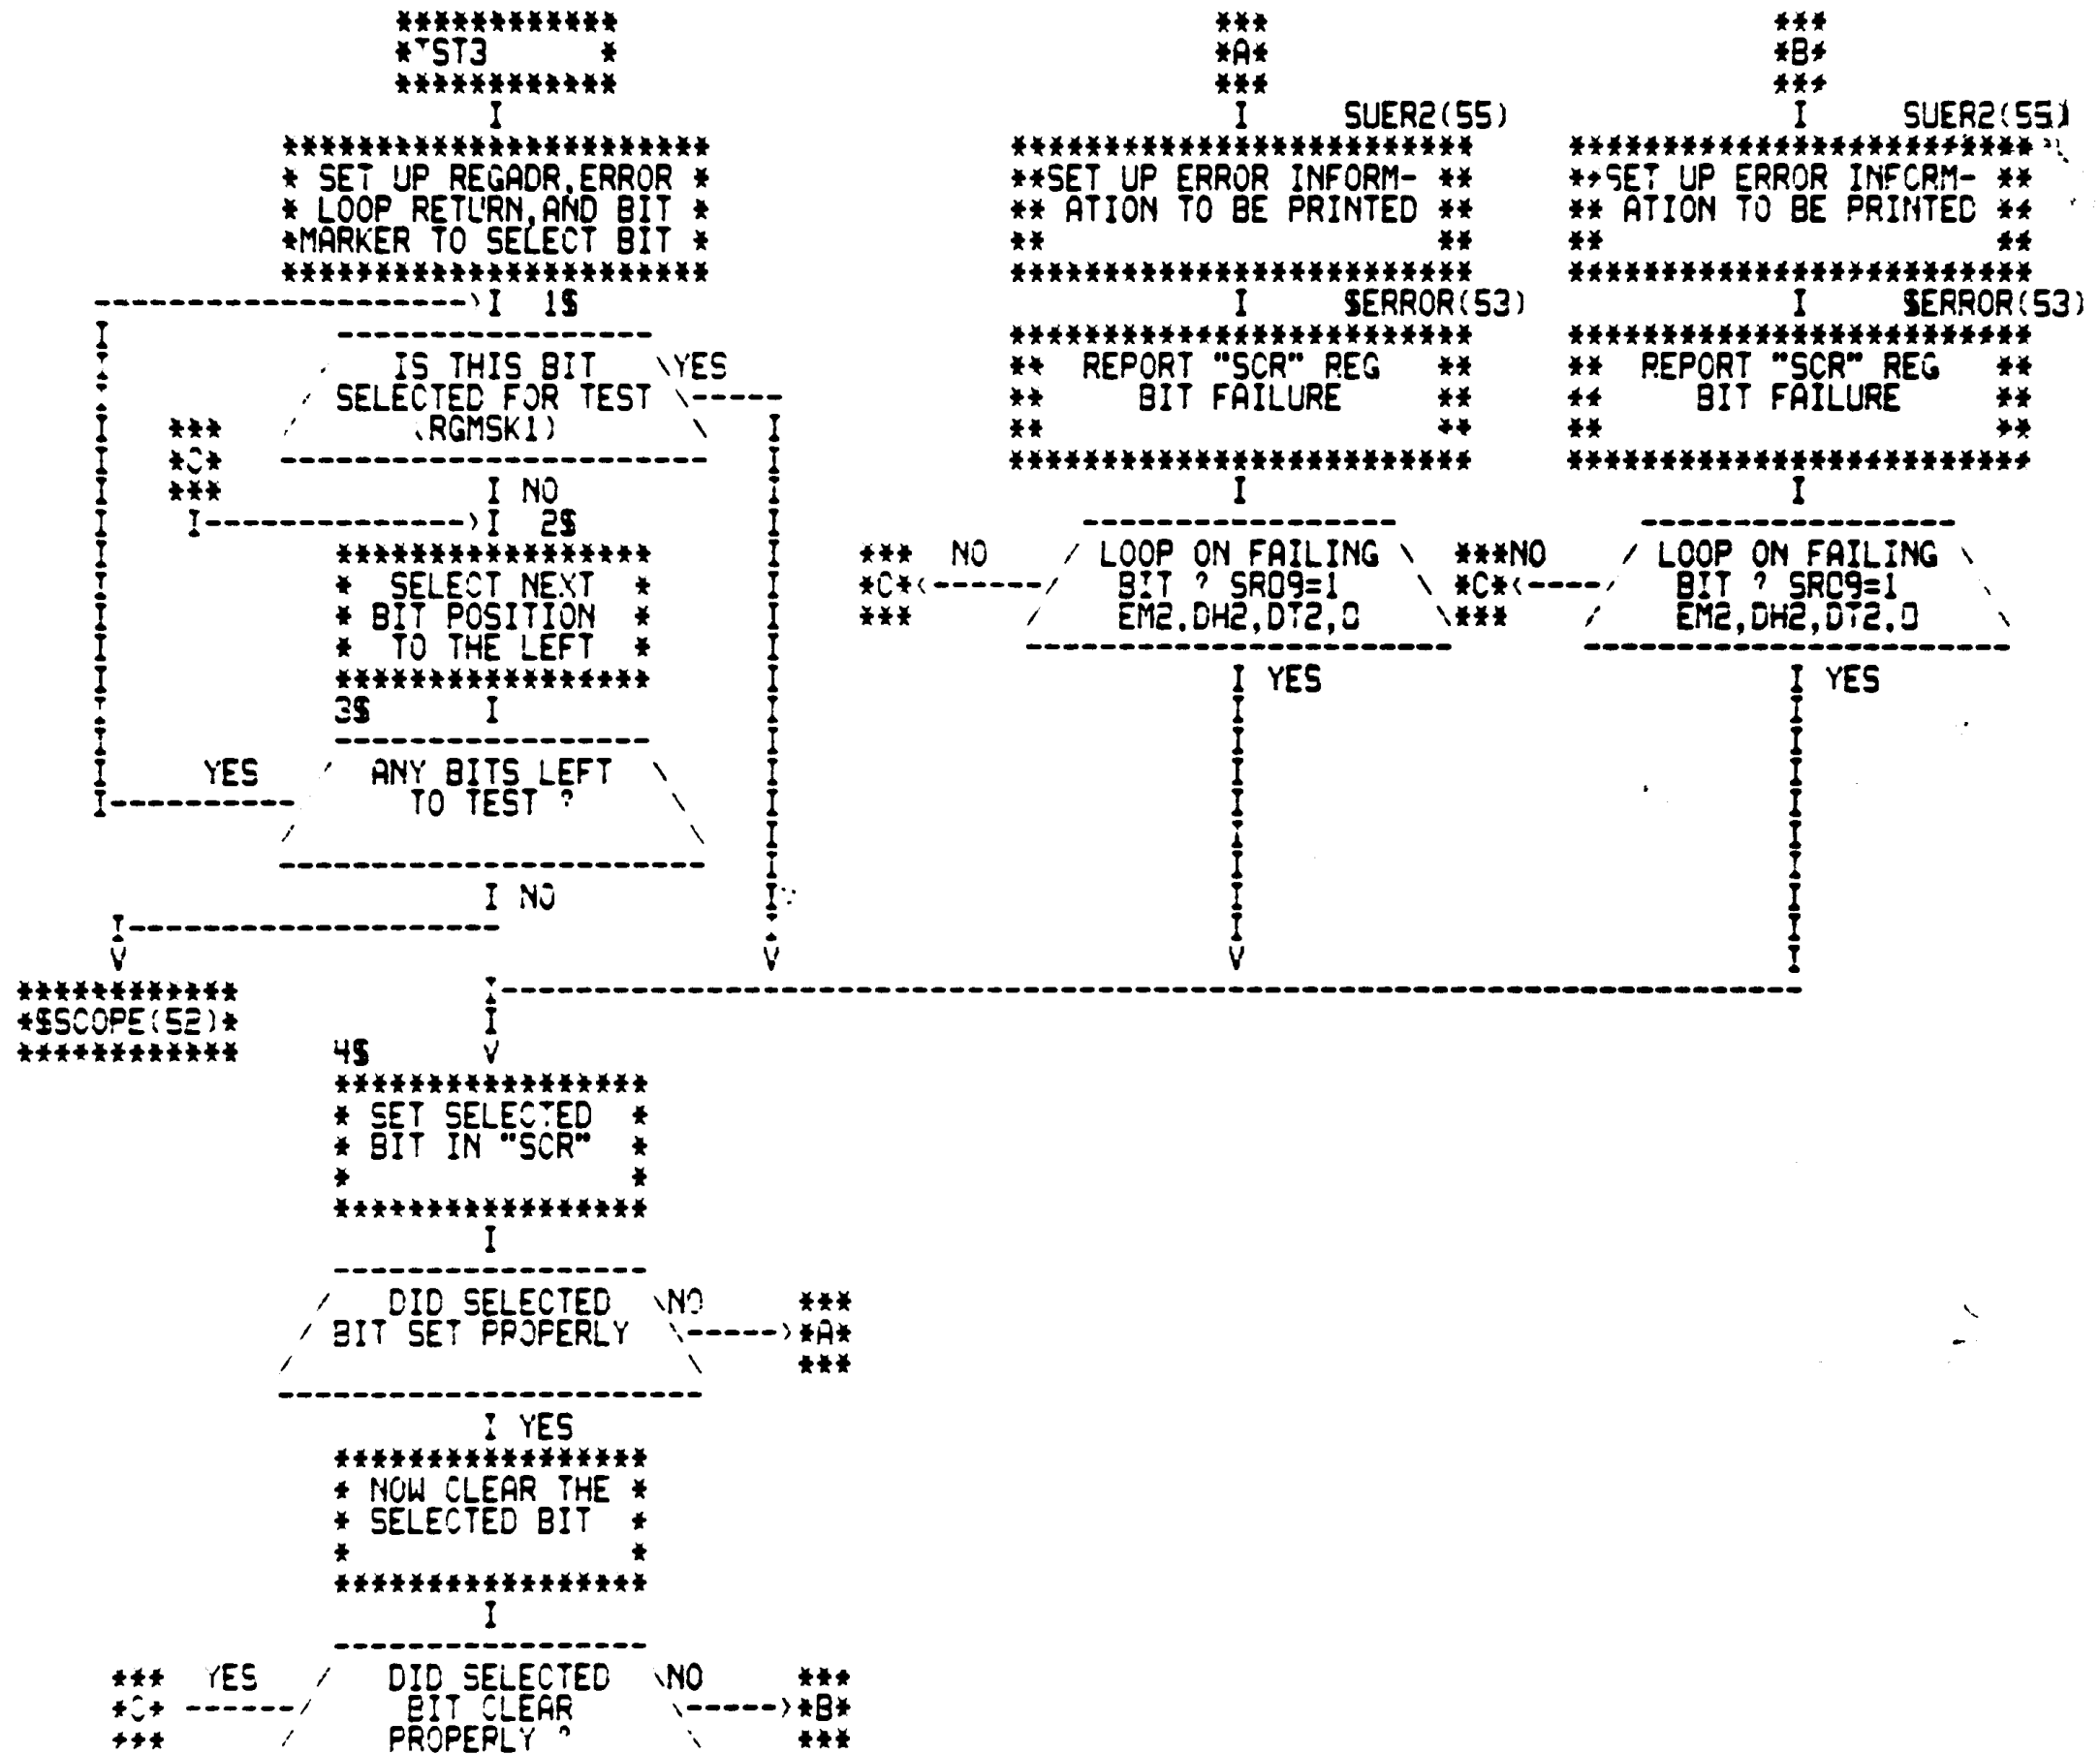 TST3
SET UP REGADR,ERROR
LOOP RETURN,AND BIT
MARKER TO SELECT BIT
1$
IS THIS BIT
YES
SELECTED FOR TEST
(RGMSK1)
C
NO
2$
SELECT NEXT
BIT POSITION
TO THE LEFT
3$
YES
ANY BITS LEFT
TO TEST ?
NO
$SCOPE(52)
4$
SET SELECTED
BIT IN "SCR"
DID SELECTED
NO
BIT SET PROPERLY
A
YES
NOW CLEAR THE
SELECTED BIT
YES
DID SELECTED
NO
C
BIT CLEAR
B
PROPERLY ?
A
SUER2(55)
SET UP ERROR INFORM-
ATION TO BE PRINTED
$ERROR(53)
REPORT "SCR" REG
BIT FAILURE
NO
LOOP ON FAILING
C
BIT ? SR09=1
EM2,DH2,DT2,0
YES
B
SUER2(55)
SET UP ERROR INFORM-
ATION TO BE PRINTED
$ERROR(53)
REPORT "SCR" REG
BIT FAILURE
NO
LOOP ON FAILING
C
BIT ? SR09=1
EM2,DH2,DT2,0
YES